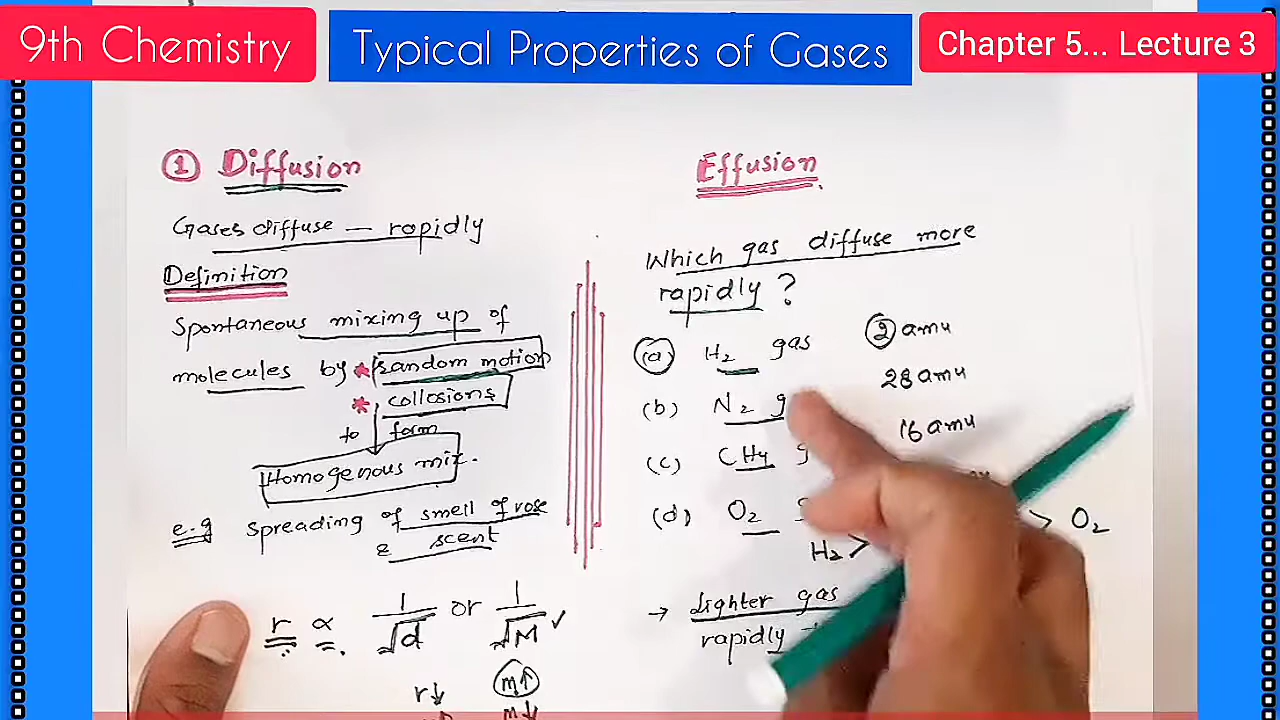 9th Chemistry
Typical Properties of Gases
Chapter 5... Lecture 3
① Diffusion
Gases diffuse — rapidly
Definition
Spontaneous mixing up of
molecules by * random motion
* collosions
to form
Homogenous mix.
e.g spreading of smell of rose
& scent
r ∝ 1/√d or 1/√M ✓
r↓ m↑
m↓
Effusion
Which gas diffuse more
rapidly?
(a) H₂ gas 2 amu
(b) N₂ 28 amu
(c) CH₄ 16 amu
(d) O₂
H₂ > > O₂
→ Lighter gas
rapidly